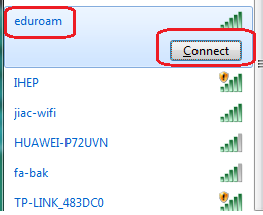 eduroam
Connect
IHEP
jiac-wifi
HUAWEI-P72UVN
fa-bak
TP-LINK_483DC0